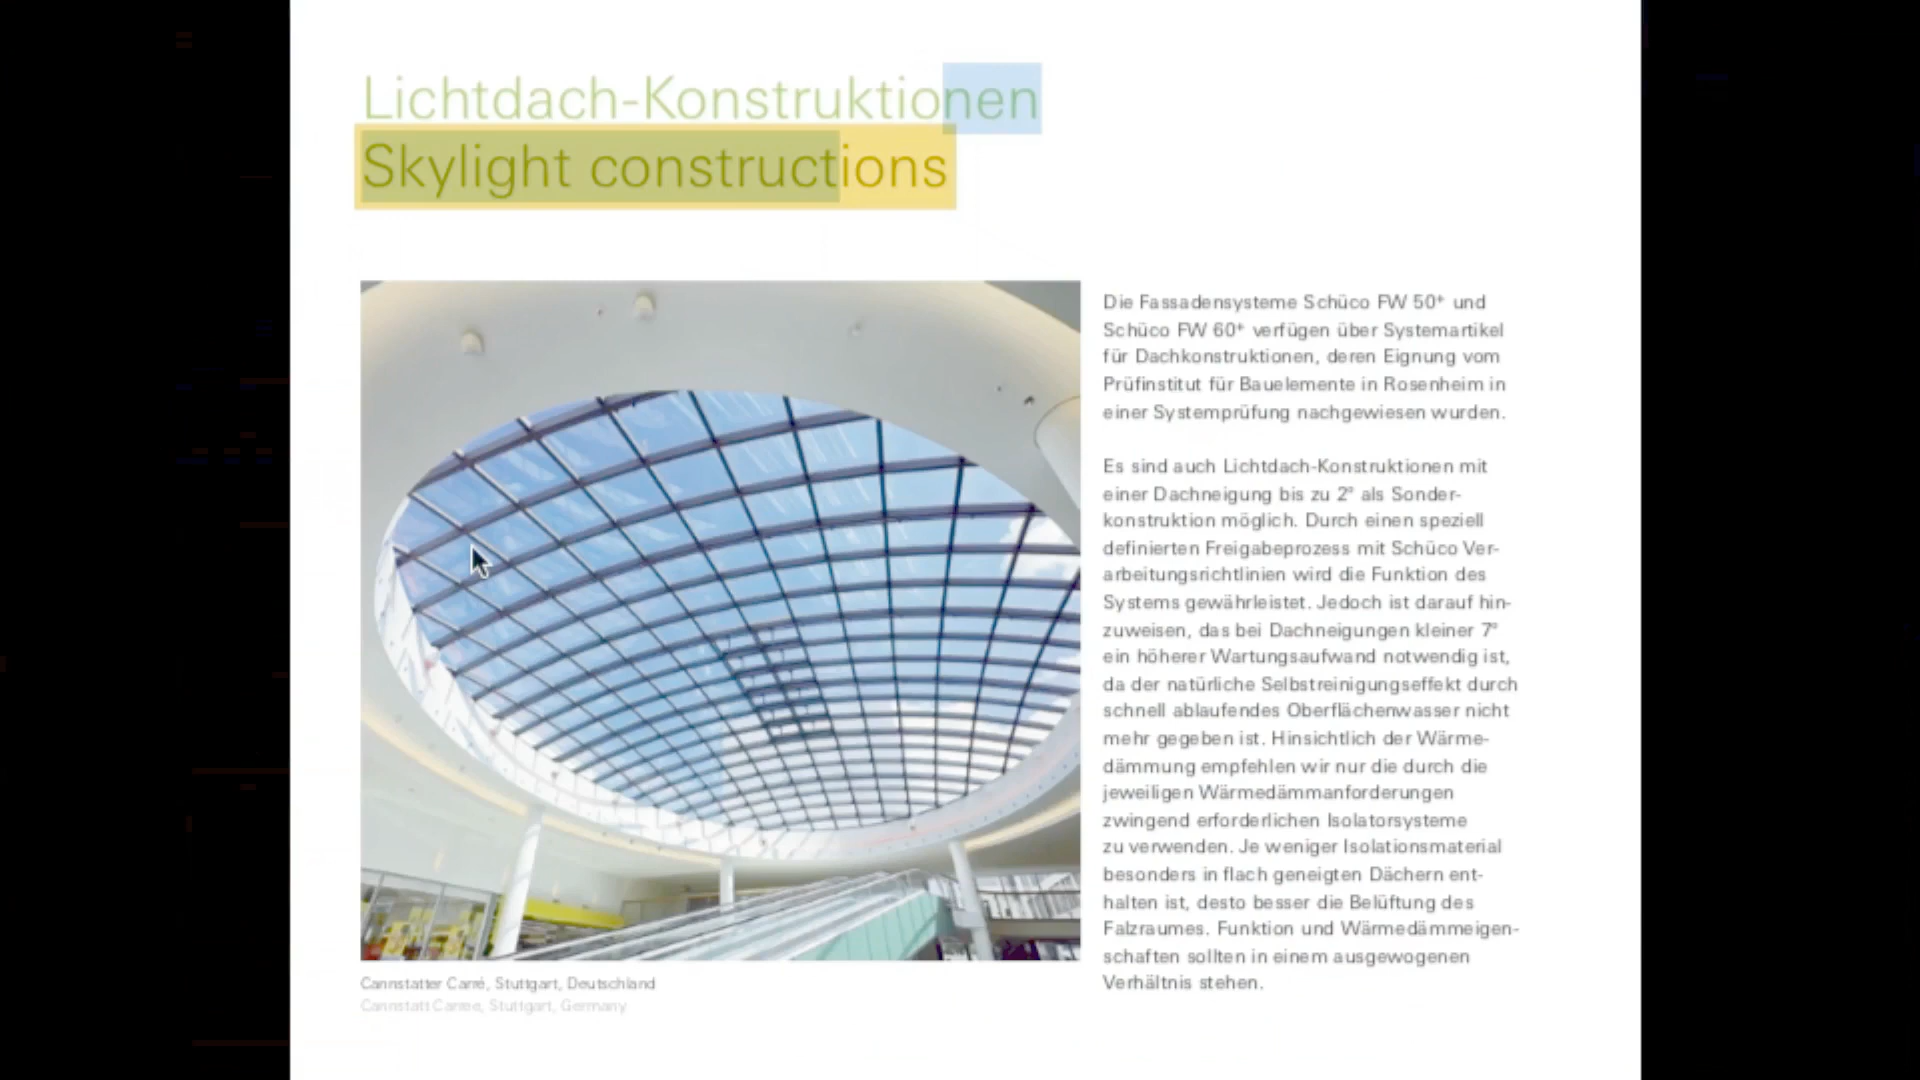 Lichtdach-Konstruktionen
Skylight constructions
Die Fassadensysteme Schüco FW 50⁺ und
Schüco FW 60⁺ verfügen über Systemartikel
für Dachkonstruktionen, deren Eignung vom
Prüfinstitut für Bauelemente in Rosenheim in
einer Systemprüfung nachgewiesen wurden.
Es sind auch Lichtdach-Konstruktionen mit
einer Dachneigung bis zu 2° als Sonder-
konstruktion möglich. Durch einen speziell
definierten Freigabeprozess mit Schüco Ver-
arbeitungsrichtlinien wird die Funktion des
Systems gewährleistet. Jedoch ist darauf hin-
zuweisen, das bei Dachneigungen kleiner 7°
ein höherer Wartungsaufwand notwendig ist,
da der natürliche Selbstreinigungseffekt durch
schnell ablaufendes Oberflächenwasser nicht
mehr gegeben ist. Hinsichtlich der Wärme-
dämmung empfehlen wir nur die durch die
jeweiligen Wärmedämmanforderungen
zwingend erforderlichen Isolatorsysteme
zu verwenden. Je weniger Isolationsmaterial
besonders in flach geneigten Dächern ent-
halten ist, desto besser die Belüftung des
Falzraumes. Funktion und Wärmedämmeigen-
schaften sollten in einem ausgewogenen
Verhältnis stehen.
Cannstatter Carré, Stuttgart, Deutschland
Cannstatt Carree, Stuttgart, Germany